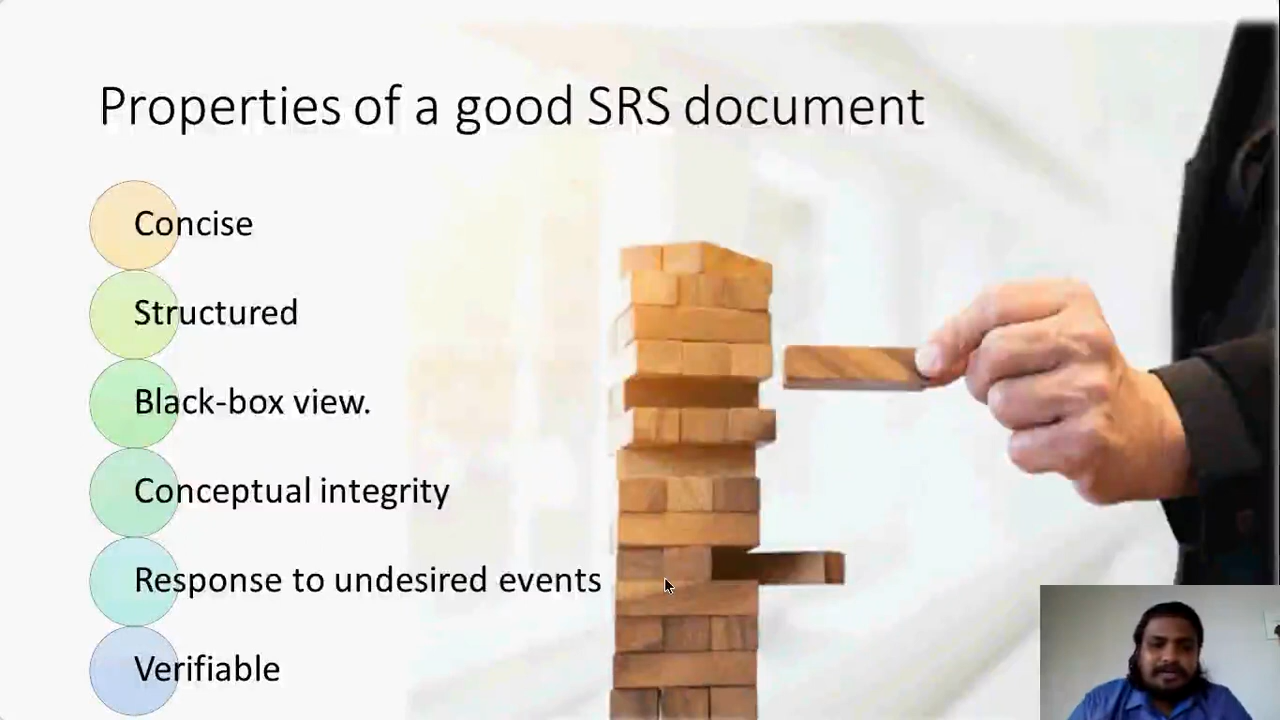 Properties of a good SRS document
Concise
Structured
Black-box view.
Conceptual integrity
Response to undesired events
Verifiable